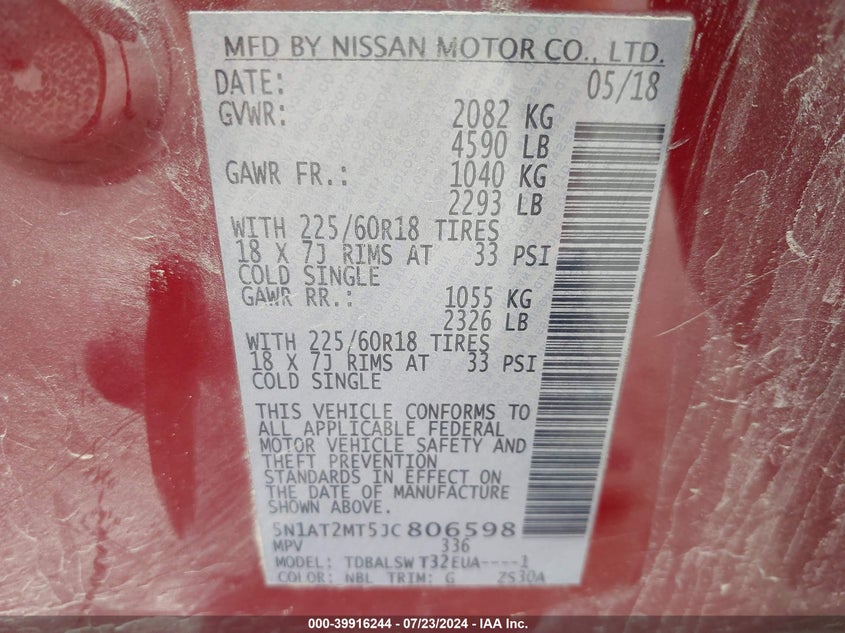 MFD BY NISSAN MOTOR CO., LTD.
DATE: 05/18
GVWR: 2082 KG
4590 LB
GAWR FR.: 1040 KG
2293 LB
WITH 225/60R18 TIRES
18 X 7J RIMS AT 33 PSI
COLD SINGLE
GAWR RR.: 1055 KG
2326 LB
WITH 225/60R18 TIRES
18 X 7J RIMS AT 33 PSI
COLD SINGLE
THIS VEHICLE CONFORMS TO
ALL APPLICABLE FEDERAL
MOTOR VEHICLE SAFETY AND
THEFT PREVENTION
STANDARDS IN EFFECT ON
THE DATE OF MANUFACTURE
SHOWN ABOVE.
5N1AT2MT5JC806598
MPV 336
MODEL: TDBALSW T32EUA----1
COLOR: NBL TRIM: G ZS30A
000-39916244 - 07/23/2024 - IAA Inc.